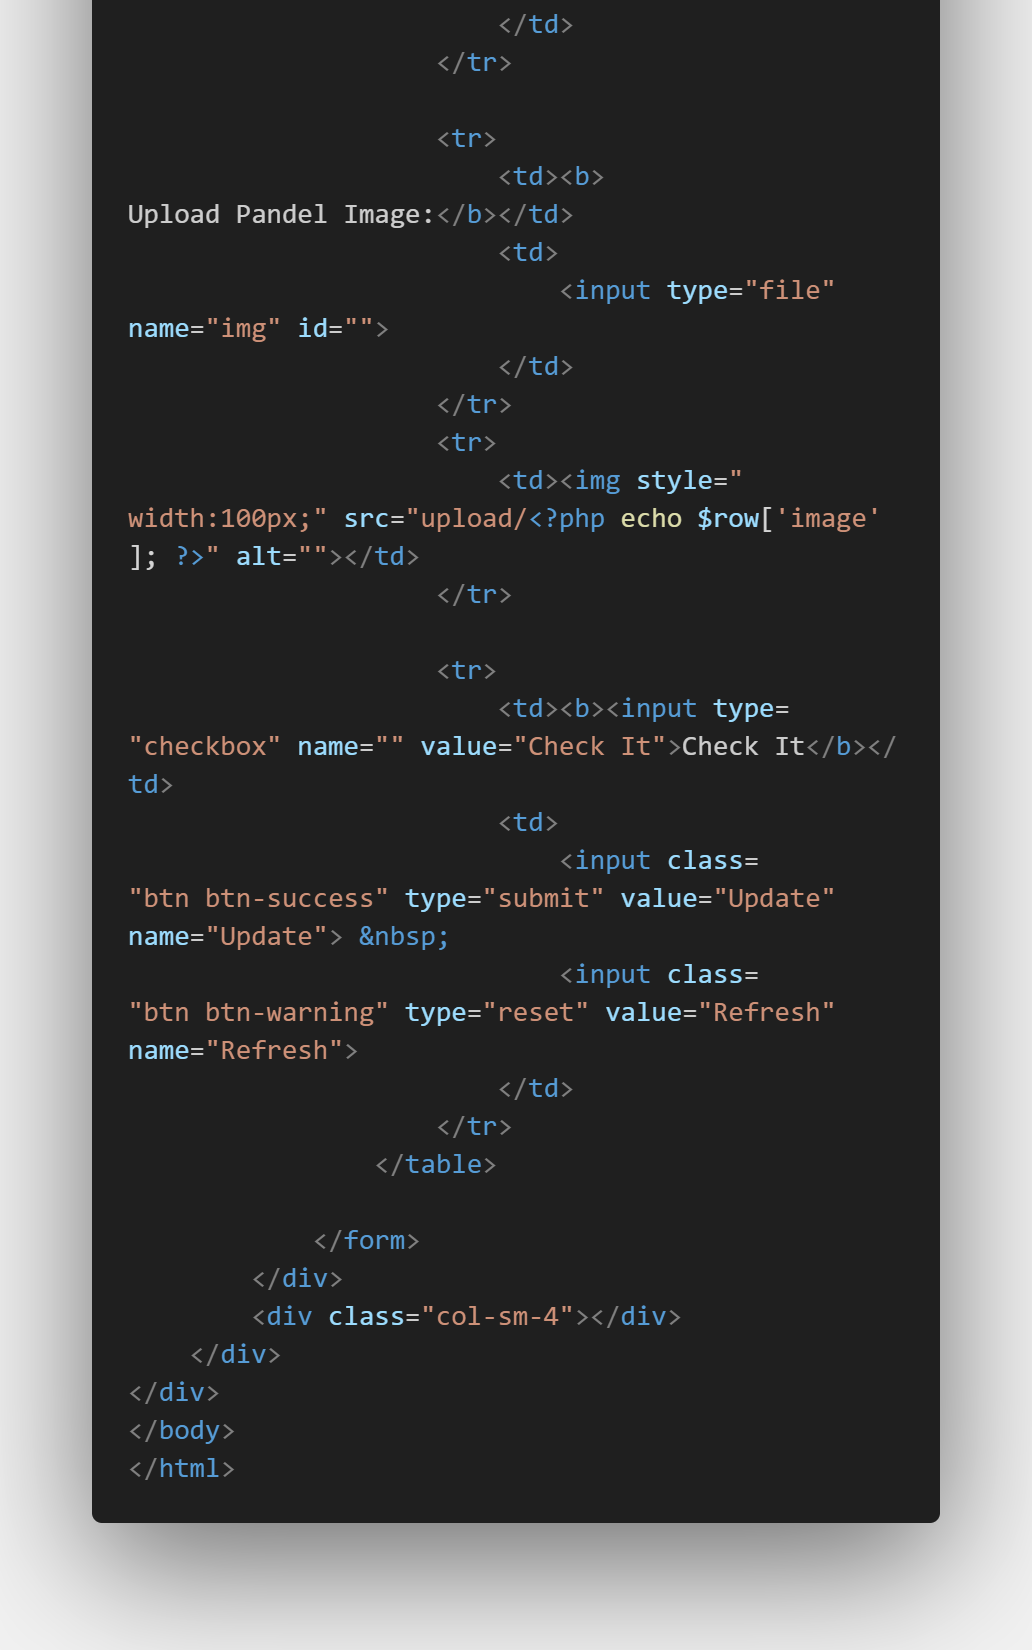 </td>
</tr>
<tr>
<td><b>
Upload Pandel Image:</b></td>
<td>
<input type="file"
name="img" id="">
</td>
</tr>
<tr>
<td><img style="
width:100px;" src="upload/<?php echo $row['image'
]; ?>" alt=""></td>
</tr>
<tr>
<td><b><input type=
"checkbox" name="" value="Check It">Check It</b></
td>
<td>
<input class=
"btn btn-success" type="submit" value="Update"
name="Update"> &nbsp;
<input class=
"btn btn-warning" type="reset" value="Refresh"
name="Refresh">
</td>
</tr>
</table>
</form>
</div>
<div class="col-sm-4"></div>
</div>
</div>
</body>
</html>